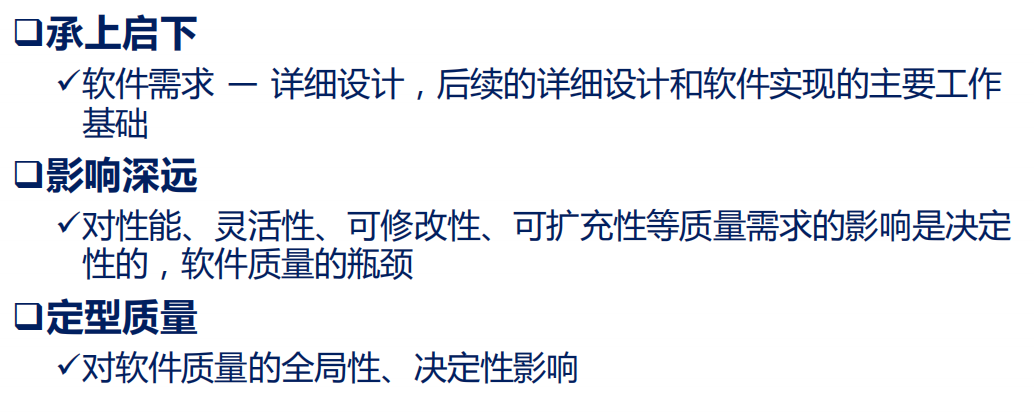 ❑承上启下
✓软件需求 — 详细设计，后续的详细设计和软件实现的主要工作
基础
❑影响深远
✓对性能、灵活性、可修改性、可扩充性等质量需求的影响是决定
性的，软件质量的瓶颈
❑定型质量
✓对软件质量的全局性、决定性影响